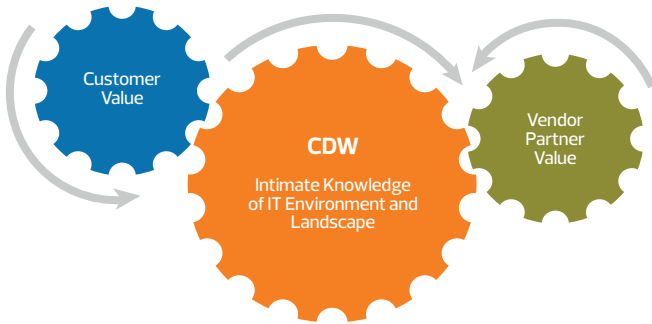 Customer
Value
CDW
Intimate Knowledge
of IT Environment and
Landscape
Vendor
Partner
Value